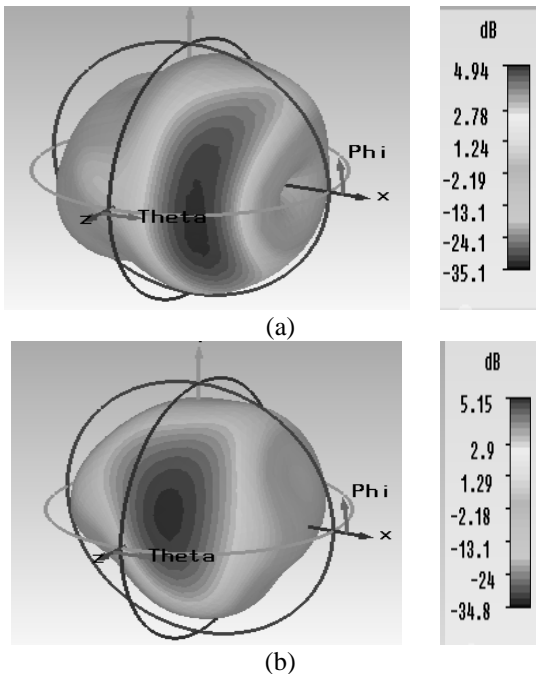 dB
4.94
2.78
1.24
-2.19
-13.1
-24.1
-35.1
Phi
x
z
Theta
(a)
dB
5.15
2.9
1.29
-2.18
-13.1
-24
-34.8
Phi
x
z
Theta
(b)